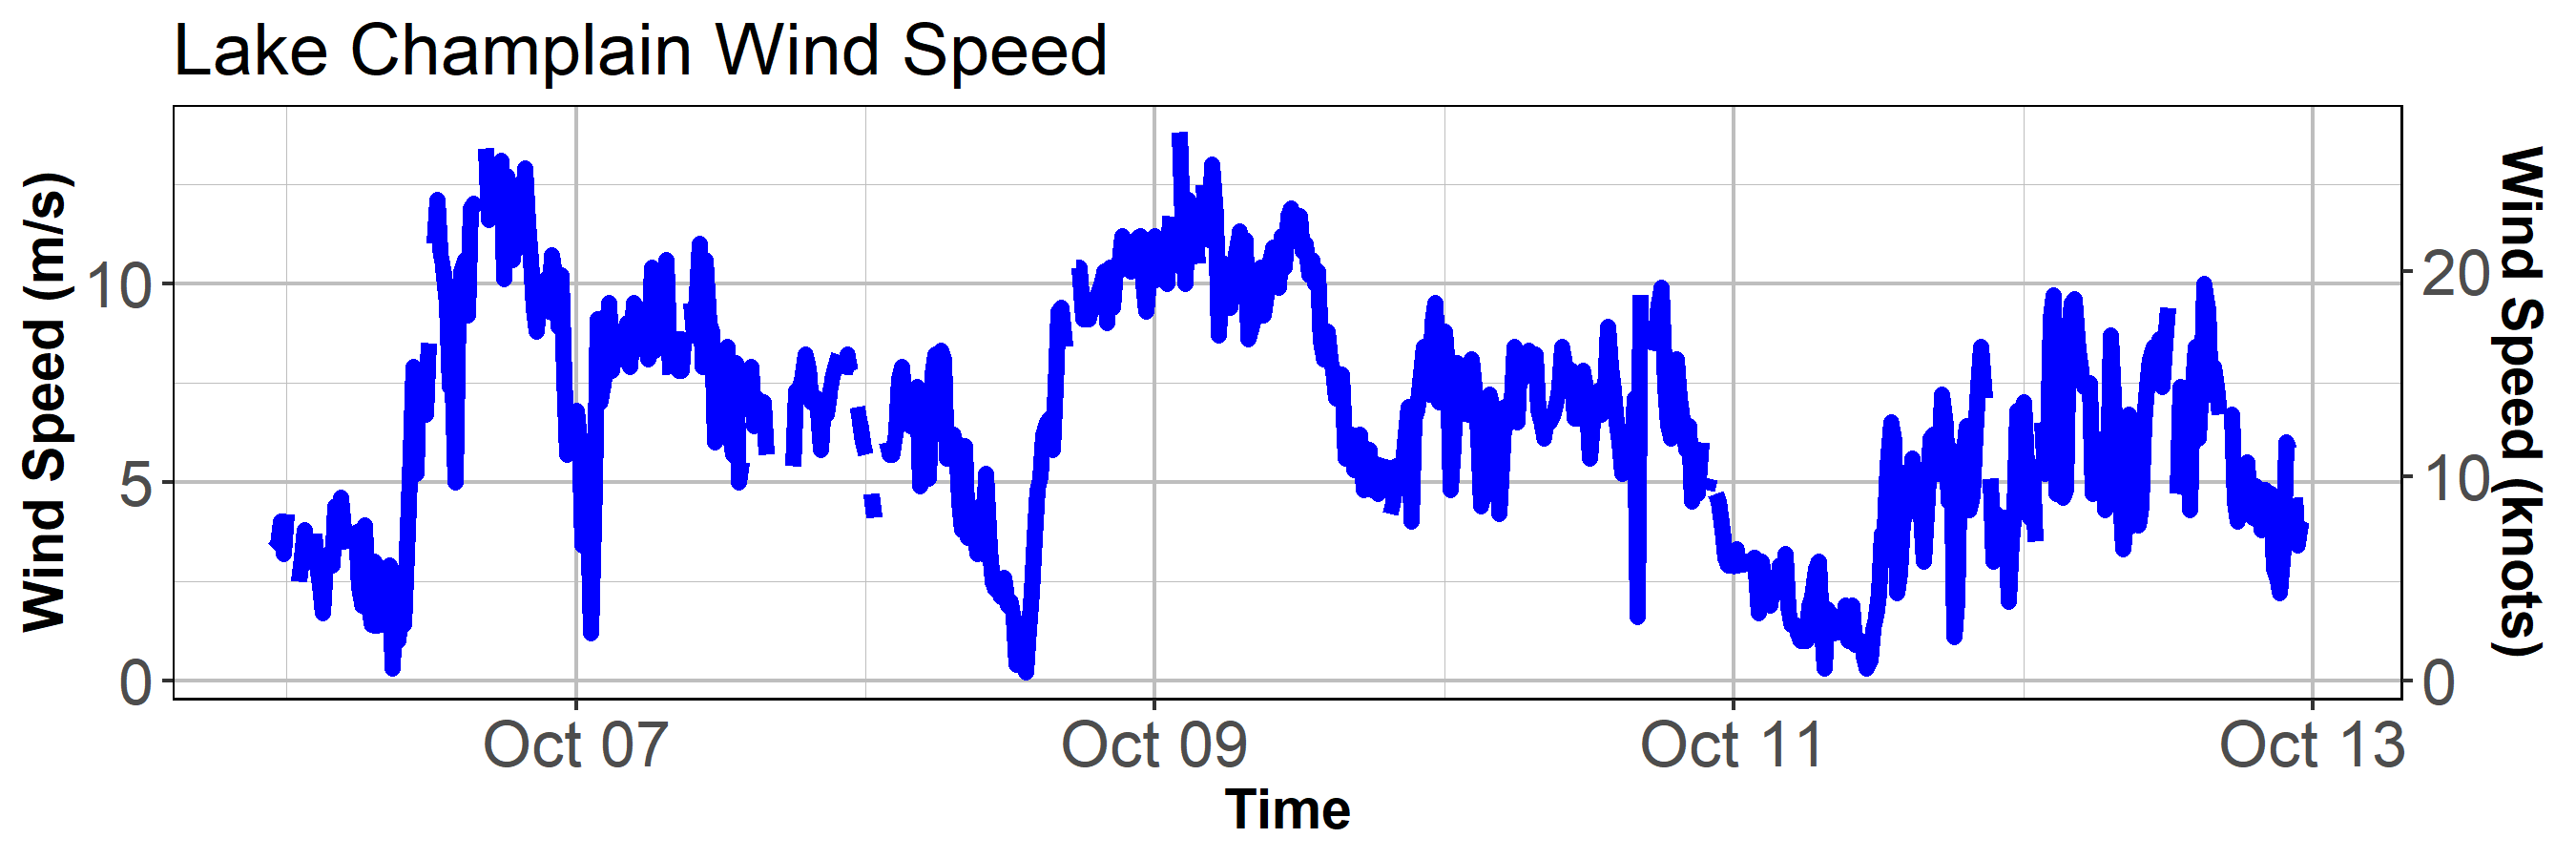 Lake Champlain Wind Speed
Wind Speed (m/s)
10
5
0
20
10
0
Wind Speed (knots)
Oct 07
Oct 09
Oct 11
Oct 13
Time